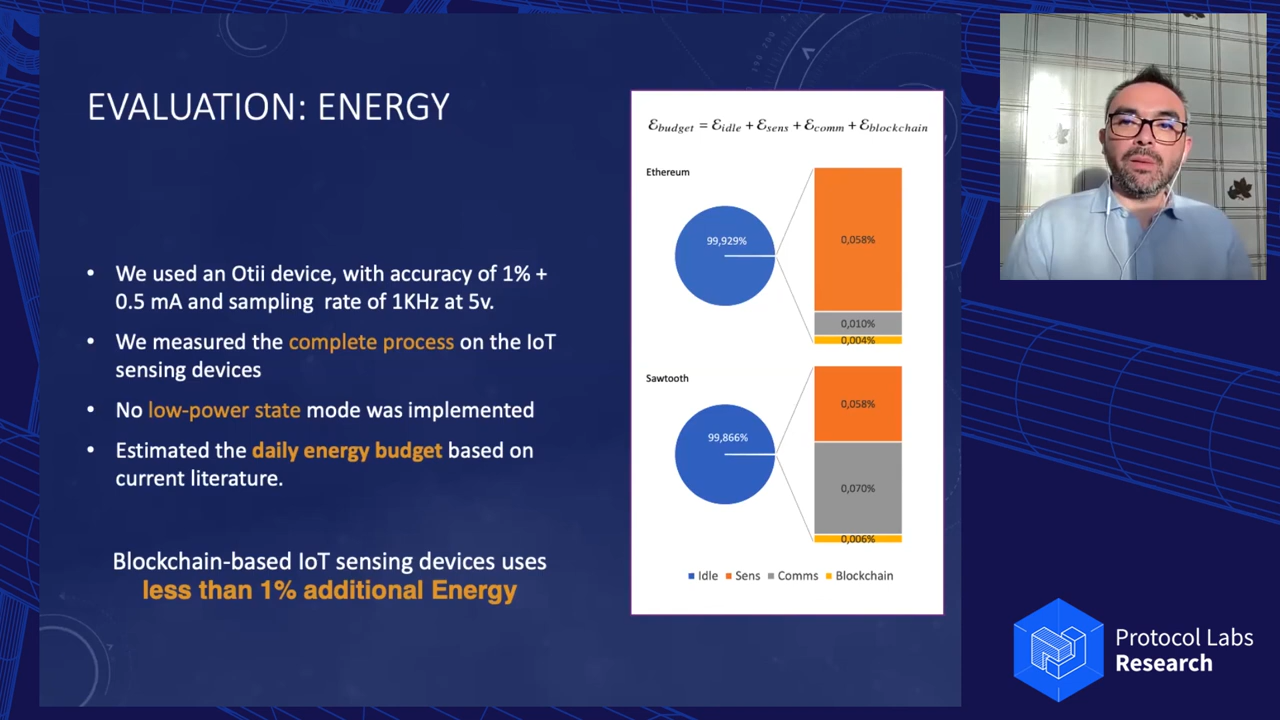 EVALUATION: ENERGY
• We used an Otii device, with accuracy of 1% +
0.5 mA and sampling rate of 1KHz at 5v.
• We measured the complete process on the IoT
sensing devices
• No low-power state mode was implemented
• Estimated the daily energy budget based on
current literature.
Blockchain-based IoT sensing devices uses
less than 1% additional Energy
ℰbudget = ℰidle + ℰsens + ℰcomm + ℰblockchain
Ethereum
99,929%
0,058%
0,010%
0,004%
Sawtooth
99,866%
0,058%
0,070%
0,006%
Idle Sens Comms Blockchain
Protocol Labs
Research